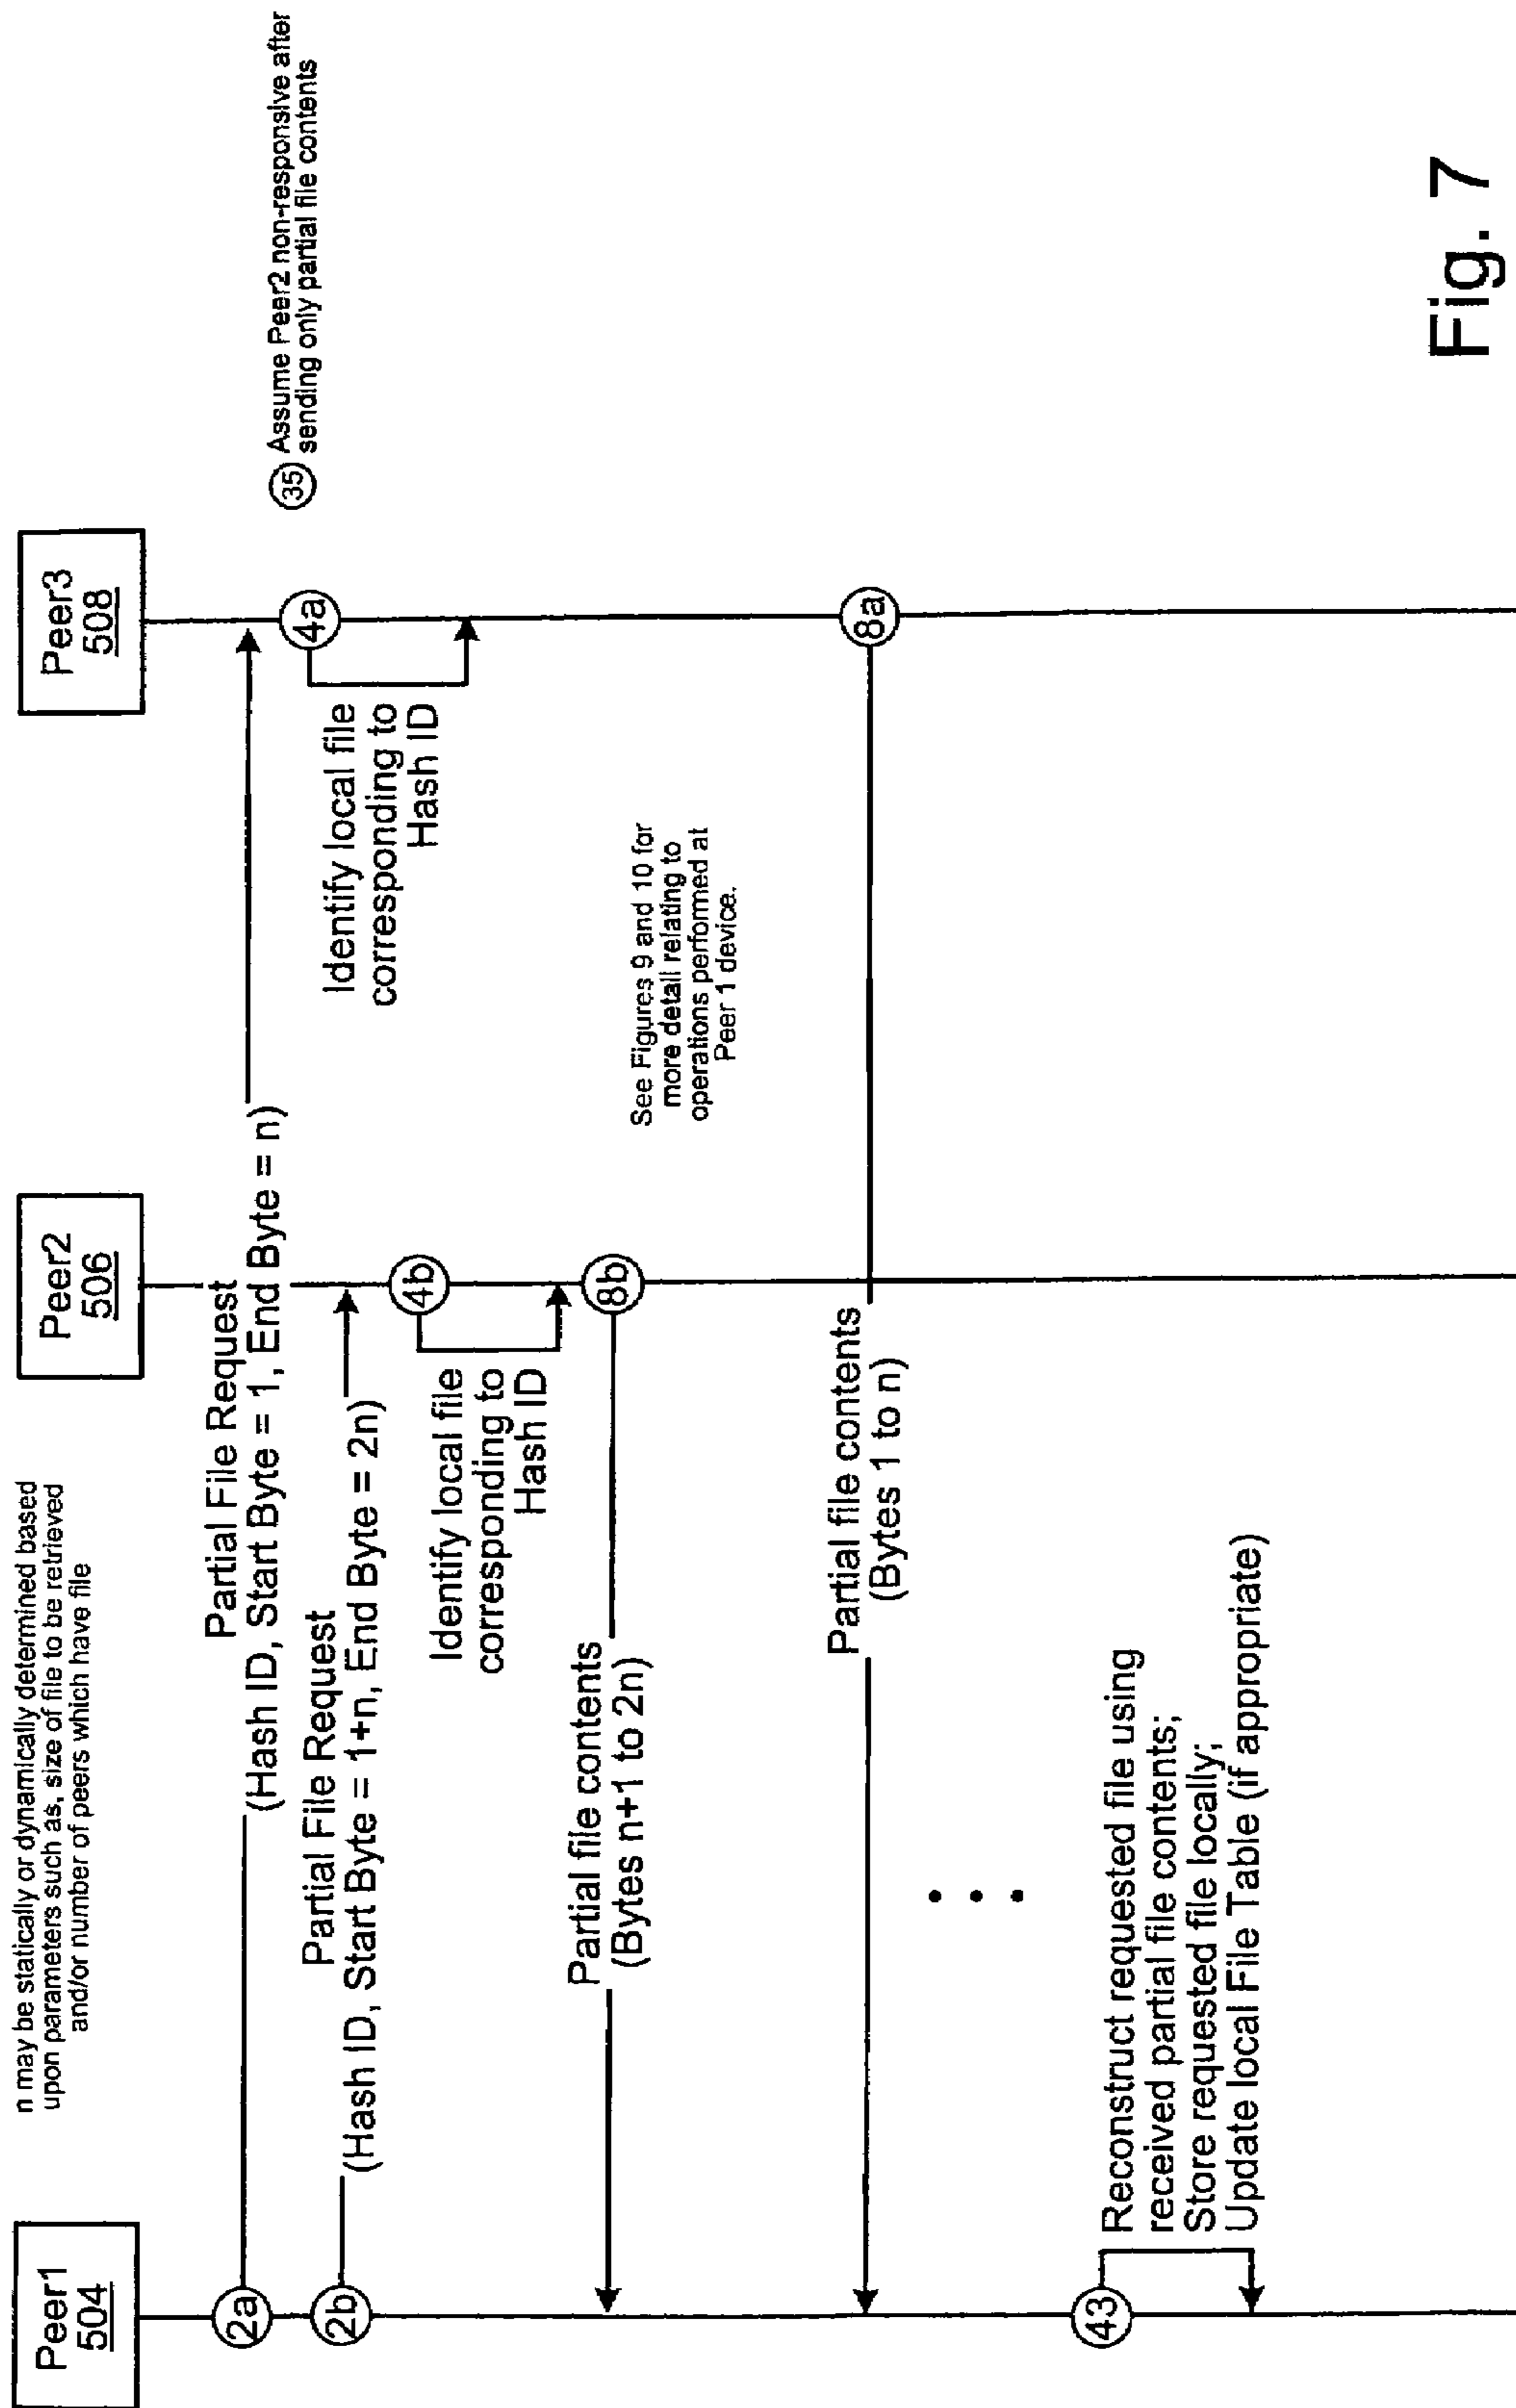 n may be statically or dynamically determined based
upon parameters such as, size of file to be retrieved
and/or number of peers which have file
Peer1
504
Peer2
506
Peer3
508
2a
Partial File Request
(Hash ID, Start Byte = 1, End Byte = n)
35
Assume Peer2 non-responsive after
sending only partial file contents
2b
Partial File Request
(Hash ID, Start Byte = 1+n, End Byte = 2n)
4a
Identify local file
corresponding to
Hash ID
4b
Identify local file
corresponding to
Hash ID
8b
Partial file contents
(Bytes n+1 to 2n)
See Figures 9 and 10 for
more detail relating to
operations performed at
Peer 1 device.
8a
Partial file contents
(Bytes 1 to n)
43
Reconstruct requested file using
received partial file contents;
Store requested file locally;
Update local File Table (if appropriate)
Fig. 7